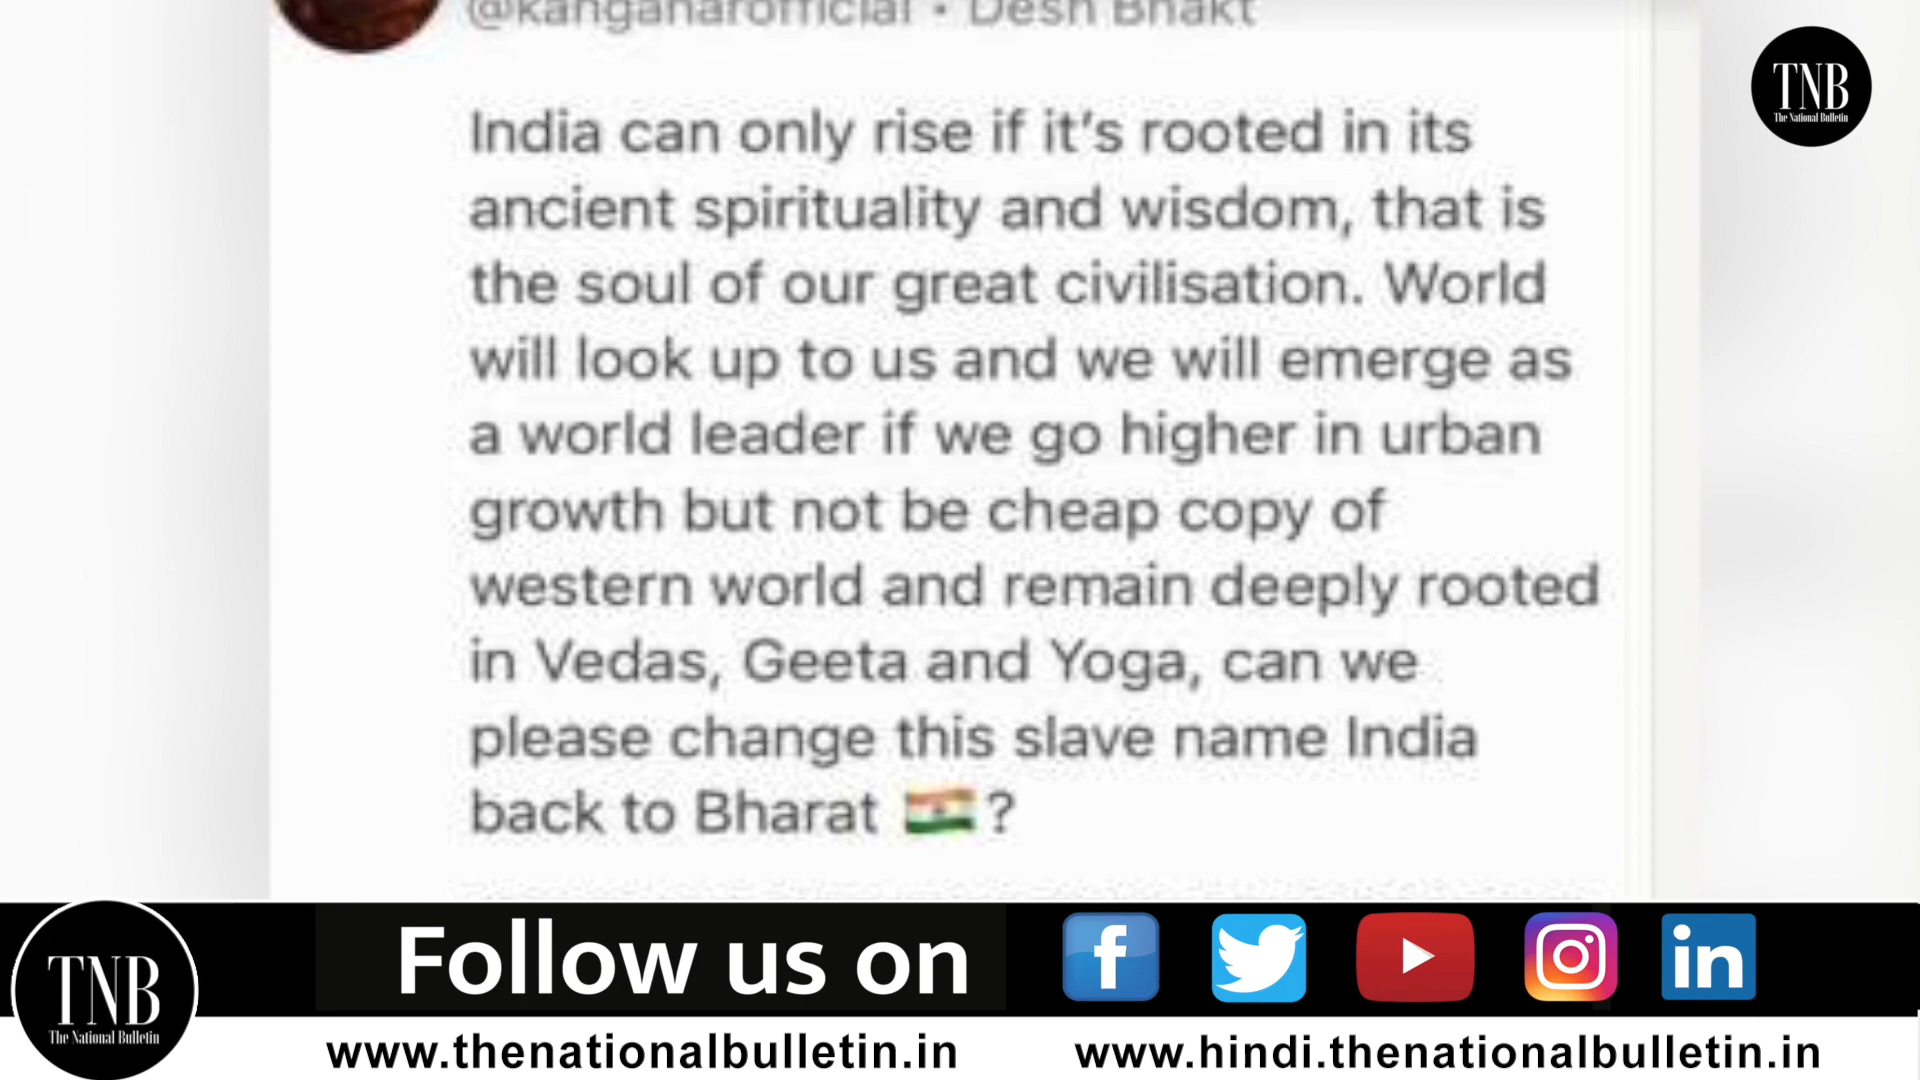 @kanganarofficial • Desh Bhakt
TNB
The National Bulletin
India can only rise if it's rooted in its
ancient spirituality and wisdom, that is
the soul of our great civilisation. World
will look up to us and we will emerge as
a world leader if we go higher in urban
growth but not be cheap copy of
western world and remain deeply rooted
in Vedas, Geeta and Yoga, can we
please change this slave name India
back to Bharat 🇮🇳?
TNB
The National Bulletin
Follow us on
f
in
www.thenationalbulletin.in
www.hindi.thenationalbulletin.in